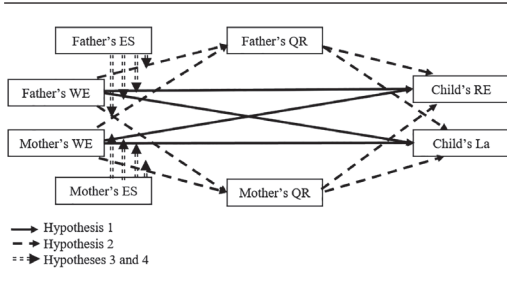 Father's ES
Father's QR
Father's WE
Child's RE
Mother's WE
Child's La
Mother's ES
Mother's QR
Hypothesis 1
Hypothesis 2
Hypotheses 3 and 4